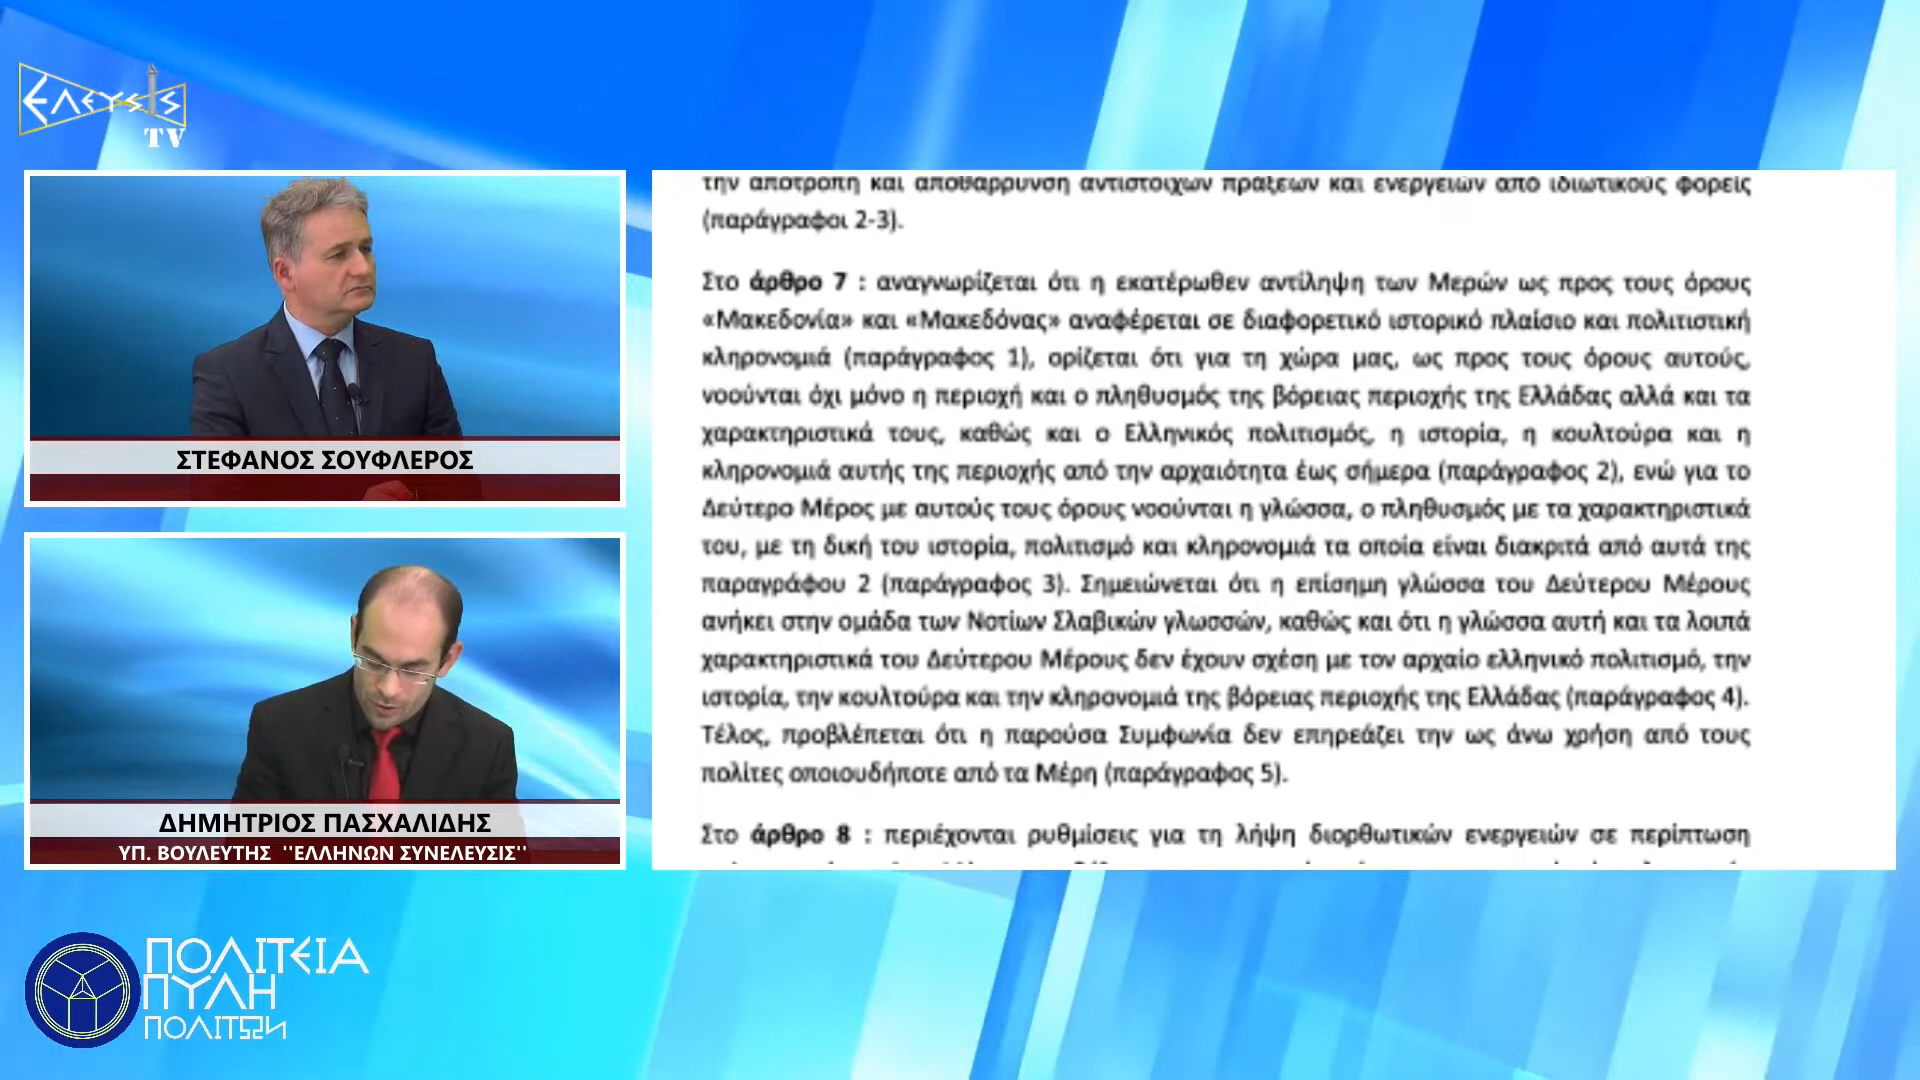 ΕΛΕΥΣΙΣ
TV
ΣΤΕΦΑΝΟΣ ΣΟΥΦΛΕΡΟΣ
ΔΗΜΗΤΡΙΟΣ ΠΑΣΧΑΛΙΔΗΣ
ΥΠ. ΒΟΥΛΕΥΤΗΣ ''ΕΛΛΗΝΩΝ ΣΥΝΕΛΕΥΣΙΣ''
την αποτροπή και αποθάρρυνση αντίστοιχων πράξεων και ενεργειών από ιδιωτικούς φορείς
(παράγραφοι 2-3).
Στο άρθρο 7 : αναγνωρίζεται ότι η εκατέρωθεν αντίληψη των Μερών ως προς τους όρους
«Μακεδονία» και «Μακεδόνας» αναφέρεται σε διαφορετικό ιστορικό πλαίσιο και πολιτιστική
κληρονομιά (παράγραφος 1), ορίζεται ότι για τη χώρα μας, ως προς τους όρους αυτούς,
νοούνται όχι μόνο η περιοχή και ο πληθυσμός της βόρειας περιοχής της Ελλάδας αλλά και τα
χαρακτηριστικά τους, καθώς και ο Ελληνικός πολιτισμός, η ιστορία, η κουλτούρα και η
κληρονομιά αυτής της περιοχής από την αρχαιότητα έως σήμερα (παράγραφος 2), ενώ για το
Δεύτερο Μέρος με αυτούς τους όρους νοούνται η γλώσσα, ο πληθυσμός με τα χαρακτηριστικά
του, με τη δική του ιστορία, πολιτισμό και κληρονομιά τα οποία είναι διακριτά από αυτά της
παραγράφου 2 (παράγραφος 3). Σημειώνεται ότι η επίσημη γλώσσα του Δεύτερου Μέρους
ανήκει στην ομάδα των Νοτίων Σλαβικών γλωσσών, καθώς και ότι η γλώσσα αυτή και τα λοιπά
χαρακτηριστικά του Δεύτερου Μέρους δεν έχουν σχέση με τον αρχαίο ελληνικό πολιτισμό, την
ιστορία, την κουλτούρα και την κληρονομιά της βόρειας περιοχής της Ελλάδας (παράγραφος 4).
Τέλος, προβλέπεται ότι η παρούσα Συμφωνία δεν επηρεάζει την ως άνω χρήση από τους
πολίτες οποιουδήποτε από τα Μέρη (παράγραφος 5).
Στο άρθρο 8 : περιέχονται ρυθμίσεις για τη λήψη διορθωτικών ενεργειών σε περίπτωση
ΠΟΛΙΤΕΙΑ
ΠΥΛΗ
ΠΟΛΙΤΩΝ